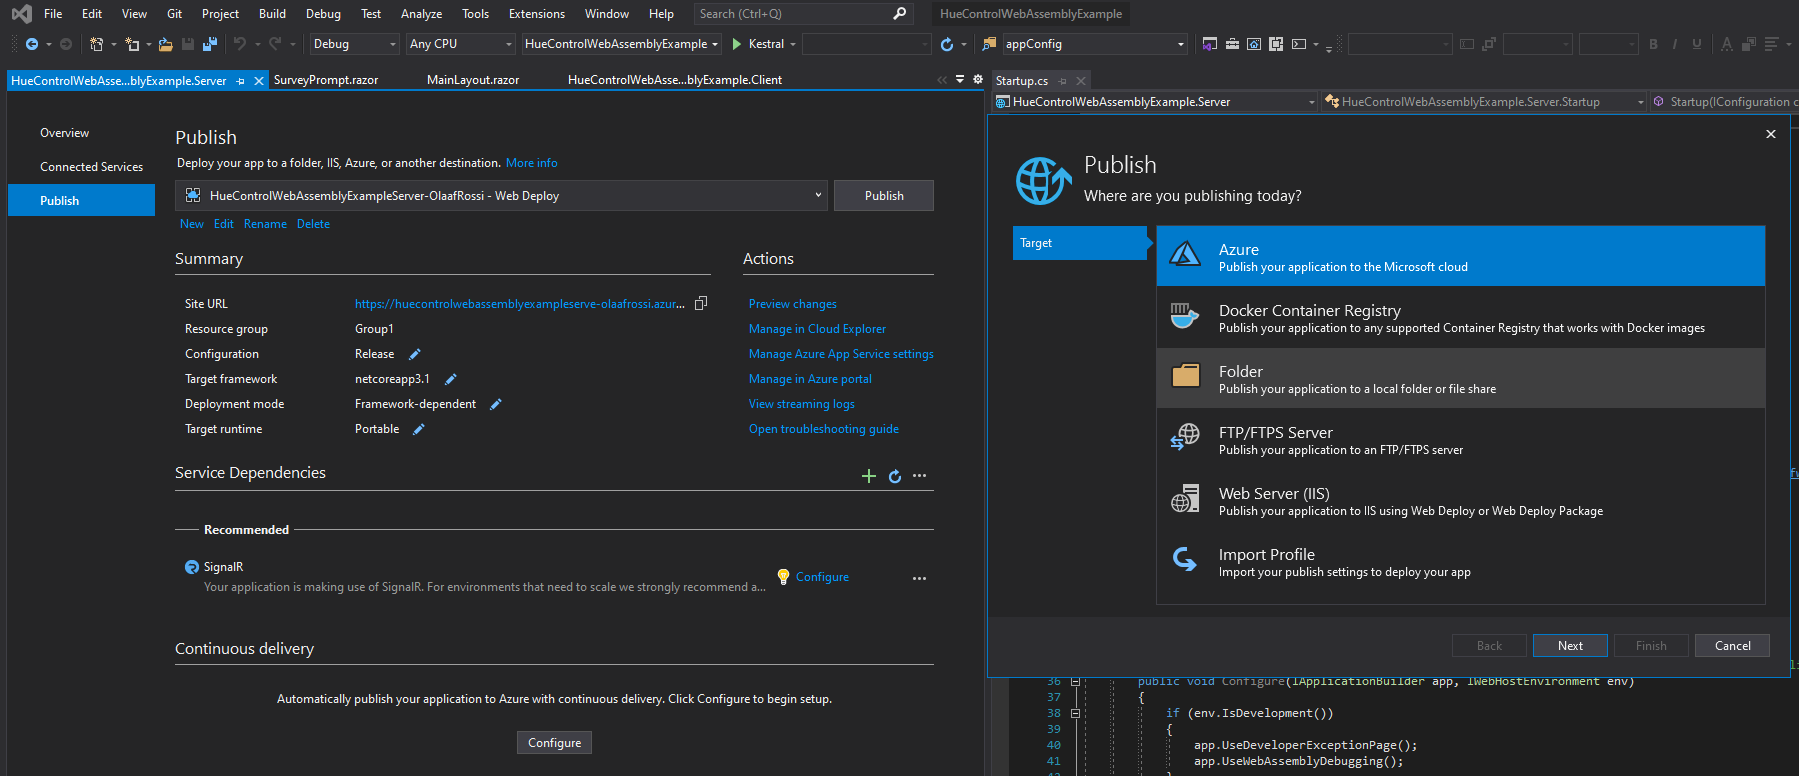 File Edit View Git Project Build Debug Test Analyze Tools Extensions Window Help Search (Ctrl+Q) HueControlWebAssemblyExample
Debug Any CPU HueControlWebAssemblyExample Kestral appConfig
HueControlWebAsse...blyExample.Server SurveyPrompt.razor MainLayout.razor HueControlWebAsse...blyExample.Client
Overview
Connected Services
Publish
Publish
Deploy your app to a folder, IIS, Azure, or another destination. More info
HueControlWebAssemblyExampleServer-OlaafRossi - Web Deploy Publish
New Edit Rename Delete
Summary
Site URL https://huecontrolwebassemblyexampleserve-olaafrossi.azur...
Resource group Group1
Configuration Release
Target framework netcoreapp3.1
Deployment mode Framework-dependent
Target runtime Portable
Actions
Preview changes
Manage in Cloud Explorer
Manage Azure App Service settings
Manage in Azure portal
View streaming logs
Open troubleshooting guide
Service Dependencies
Recommended
SignalR
Your application is making use of SignalR. For environments that need to scale we strongly recommend a...
Configure
Continuous delivery
Automatically publish your application to Azure with continuous delivery. Click Configure to begin setup.
Configure
Startup.cs
HueControlWebAssemblyExample.Server HueControlWebAssemblyExample.Server.Startup Startup(IConfiguration c
Publish
Where are you publishing today?
Target
Azure
Publish your application to the Microsoft cloud
Docker Container Registry
Publish your application to any supported Container Registry that works with Docker images
Folder
Publish your application to a local folder or file share
FTP/FTPS Server
Publish your application to an FTP/FTPS server
Web Server (IIS)
Publish your application to IIS using Web Deploy or Web Deploy Package
Import Profile
Import your publish settings to deploy your app
Back Next Finish Cancel
36 public void Configure(IApplicationBuilder app, IWebHostEnvironment env)
37 {
38 if (env.IsDevelopment())
39 {
40 app.UseDeveloperExceptionPage();
41 app.UseWebAssemblyDebugging();